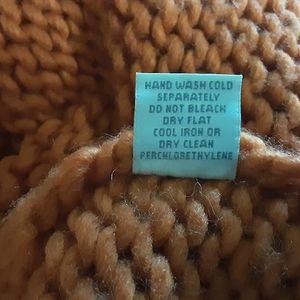 HAND WASH COLD
SEPARATELY
DO NOT BLEACH
DRY FLAT
COOL IRON OR
DRY CLEAN
PERCHLORETHYLENE